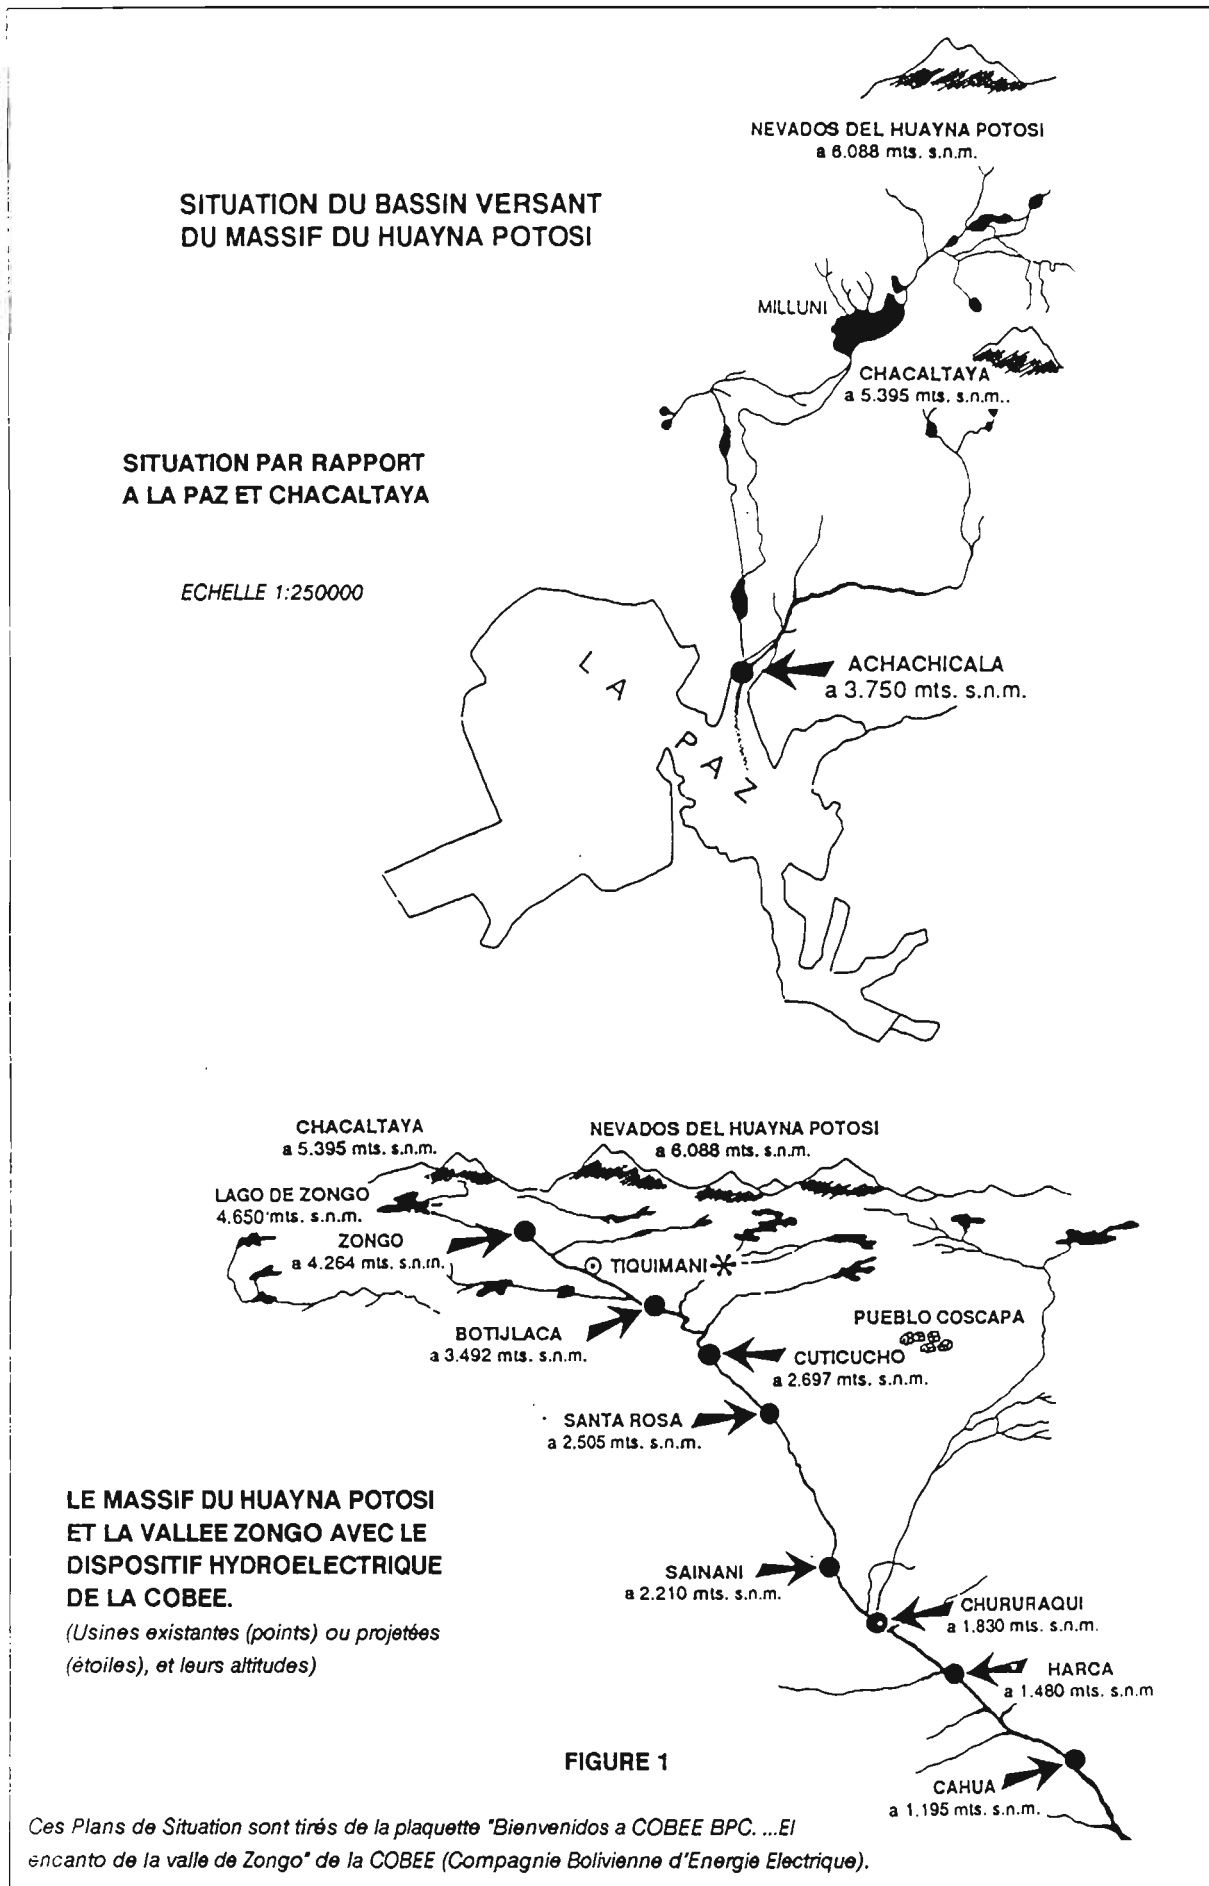 NEVADOS DEL HUAYNA POTOSI
a 6.088 mts. s.n.m.
SITUATION DU BASSIN VERSANT
DU MASSIF DU HUAYNA POTOSI
MILLUNI
CHACALTAYA
a 5.395 mts. s.n.m..
SITUATION PAR RAPPORT
A LA PAZ ET CHACALTAYA
ECHELLE 1:250000
LA PAZ
ACHACHICALA
a 3.750 mts. s.n.m.
CHACALTAYA
a 5.395 mts. s.n.m.
NEVADOS DEL HUAYNA POTOSI
a 6.088 mts. s.n.m.
LAGO DE ZONGO
4.650 mts. s.n.m.
ZONGO
a 4.264 mts. s.n.m.
TIQUIMANI
BOTIJLACA
a 3.492 mts. s.n.m.
PUEBLO COSCAPA
CUTICUCHO
a 2.697 mts. s.n.m.
SANTA ROSA
a 2.505 mts. s.n.m.
LE MASSIF DU HUAYNA POTOSI
ET LA VALLEE ZONGO AVEC LE
DISPOSITIF HYDROELECTRIQUE
DE LA COBEE.
(Usines existantes (points) ou projetées
(étoiles), et leurs altitudes)
SAINANI
a 2.210 mts. s.n.m.
CHURURAQUI
a 1.830 mts. s.n.m.
HARCA
a 1.480 mts. s.n.m
CAHUA
a 1.195 mts. s.n.m.
FIGURE 1
Ces Plans de Situation sont tirés de la plaquette "Bienvenidos a COBEE BPC. ...El
encanto de la valle de Zongo" de la COBEE (Compagnie Bolivienne d'Energie Electrique).